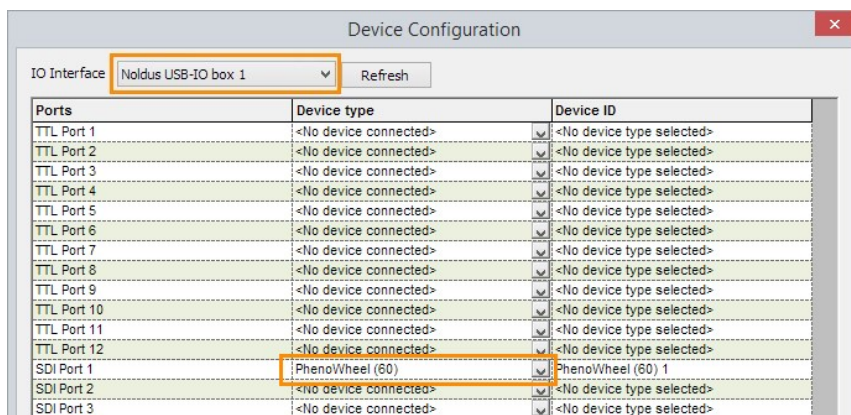 Device Configuration
IO Interface Noldus USB-IO box 1 Refresh
Ports Device type Device ID
TTL Port 1 <No device connected> <No device type selected>
TTL Port 2 <No device connected> <No device type selected>
TTL Port 3 <No device connected> <No device type selected>
TTL Port 4 <No device connected> <No device type selected>
TTL Port 5 <No device connected> <No device type selected>
TTL Port 6 <No device connected> <No device type selected>
TTL Port 7 <No device connected> <No device type selected>
TTL Port 8 <No device connected> <No device type selected>
TTL Port 9 <No device connected> <No device type selected>
TTL Port 10 <No device connected> <No device type selected>
TTL Port 11 <No device connected> <No device type selected>
TTL Port 12 <No device connected> <No device type selected>
SDI Port 1 PhenoWheel (60) PhenoWheel (60) 1
SDI Port 2 <No device connected> <No device type selected>
SDI Port 3 <No device connected> <No device type selected>